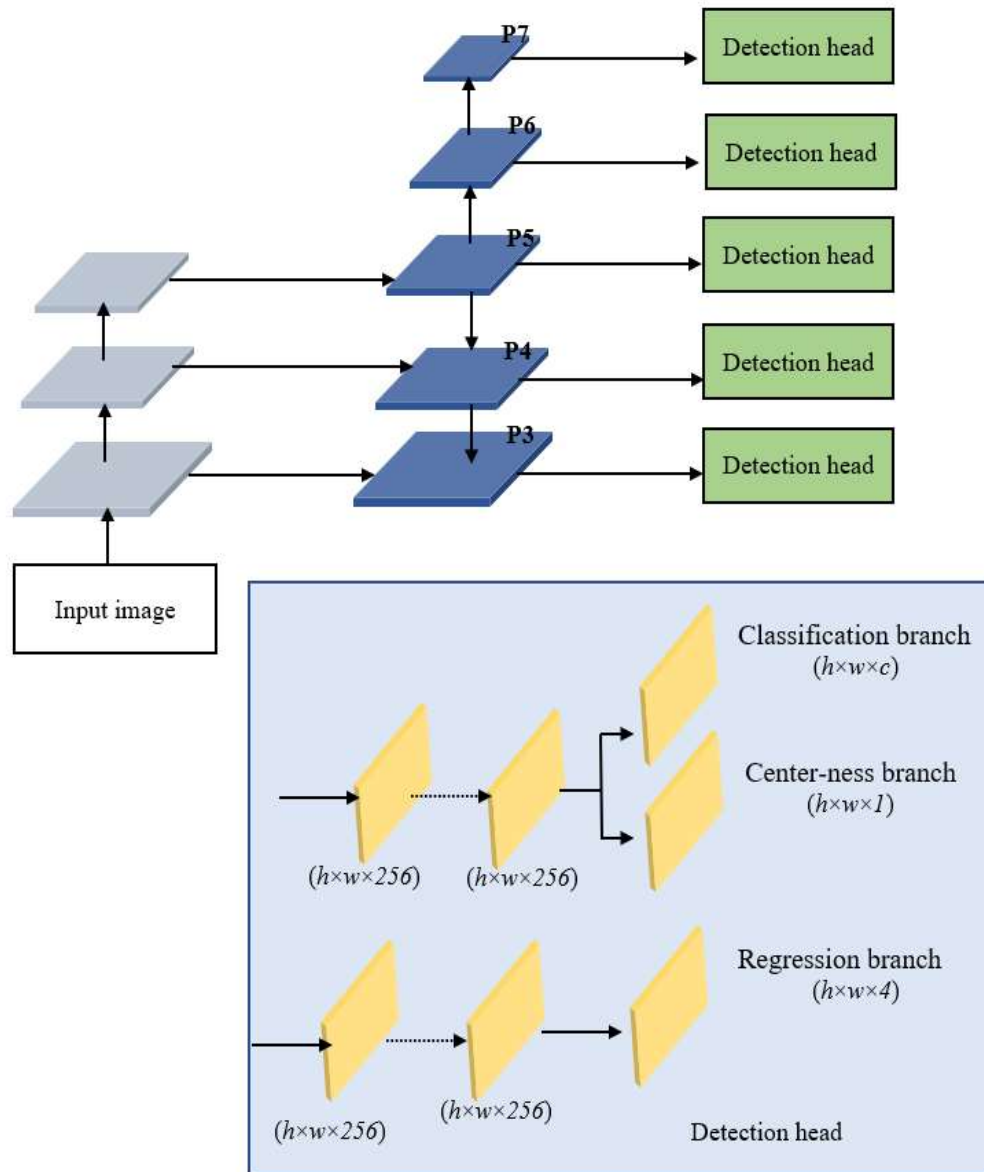 P7
Detection head
P6
Detection head
P5
Detection head
P4
Detection head
P3
Detection head
Input image
Classification branch
(h×w×c)
Center-ness branch
(h×w×1)
(h×w×256)
(h×w×256)
Regression branch
(h×w×4)
(h×w×256)
(h×w×256)
Detection head